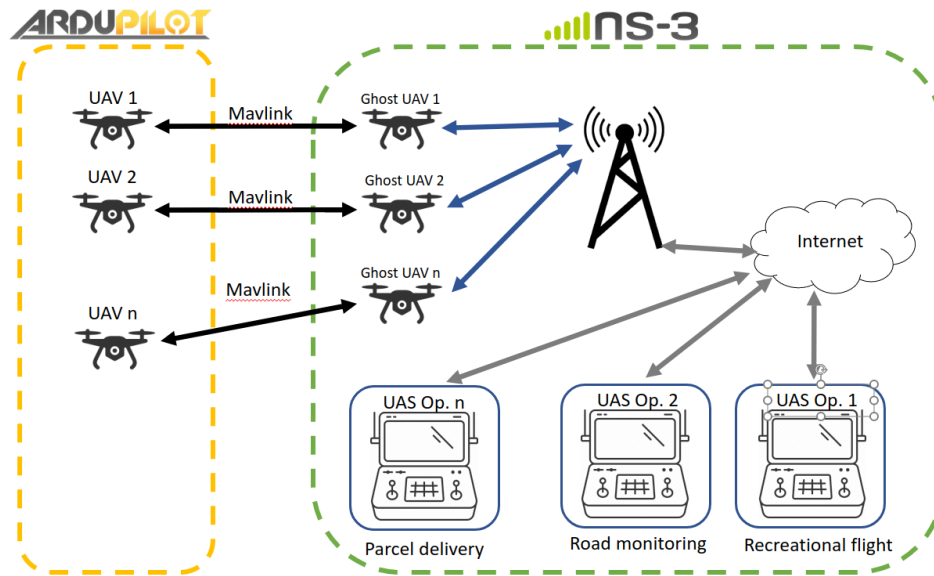 ARDUPILOT
NS-3
UAV 1
Mavlink
Ghost UAV 1
UAV 2
Mavlink
Ghost UAV 2
Internet
UAV n
Mavlink
Ghost UAV n
UAS Op. n
UAS Op. 2
UAS Op. 1
Parcel delivery
Road monitoring
Recreational flight